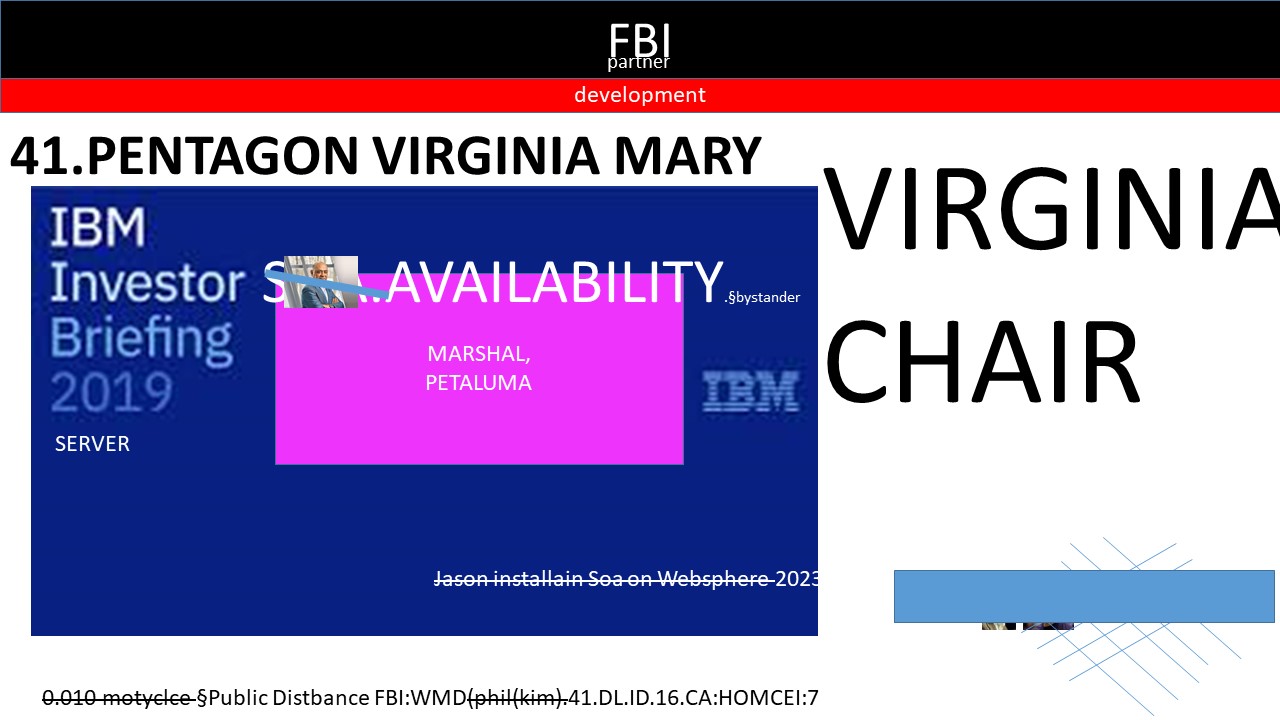 FBI
partner
development
41.PENTAGON VIRGINIA MARY
VIRGINIA
CHAIR
IBM
Investor
Briefing
2019
.AVAILABILITY.§bystander
MARSHAL,
PETALUMA
IBM
SERVER
Jason installain Soa on Websphere 2023
0.010 motyclce §Public Distbance FBI:WMD(phil(kim).41.DL.ID.16.CA:HOMCEI:7